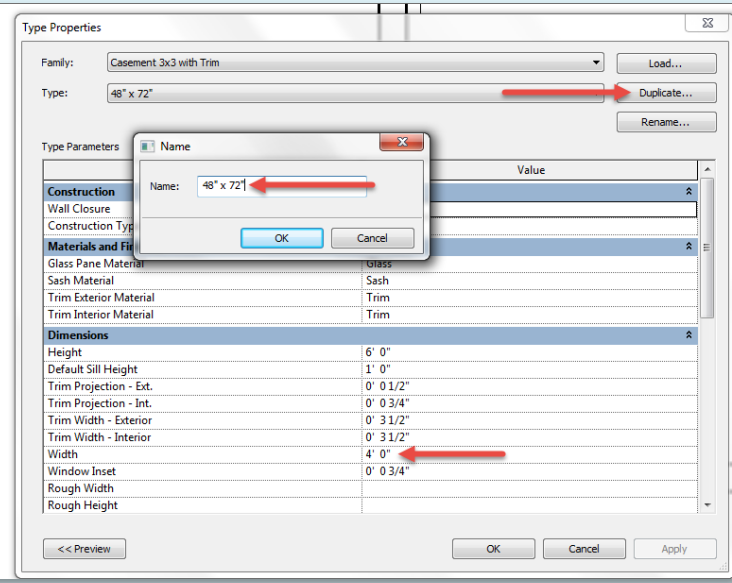 Type Properties
Family: Casement 3x3 with Trim Load...
Type: 48" x 72" Duplicate...
Rename...
Type Parameters
Name
Name: 48" x 72"
OK Cancel
Value
Construction
Wall Closure
Construction Typ
Materials and Fin
Glass Pane Material Glass
Sash Material Sash
Trim Exterior Material Trim
Trim Interior Material Trim
Dimensions
Height 6' 0"
Default Sill Height 1' 0"
Trim Projection - Ext. 0' 0 1/2"
Trim Projection - Int. 0' 0 3/4"
Trim Width - Exterior 0' 3 1/2"
Trim Width - Interior 0' 3 1/2"
Width 4' 0"
Window Inset 0' 0 3/4"
Rough Width
Rough Height
<< Preview OK Cancel Apply